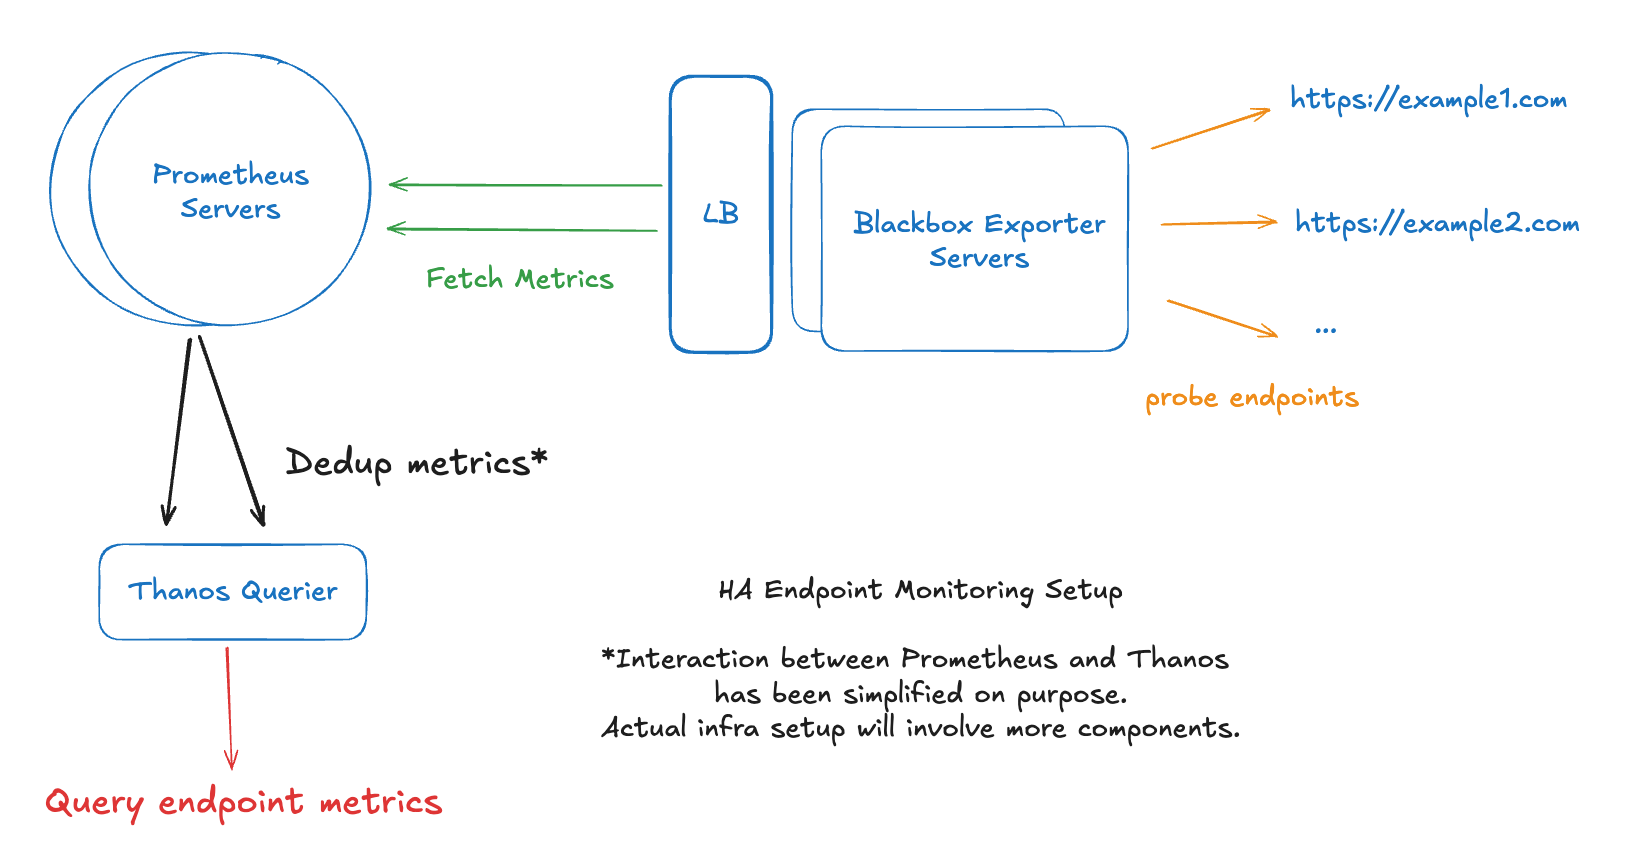 Prometheus
Servers
LB
Blackbox Exporter
Servers
https://example1.com
https://example2.com
...
Fetch Metrics
probe endpoints
Dedup metrics*
Thanos Querier
HA Endpoint Monitoring Setup
*Interaction between Prometheus and Thanos
has been simplified on purpose.
Actual infra setup will involve more components.
Query endpoint metrics